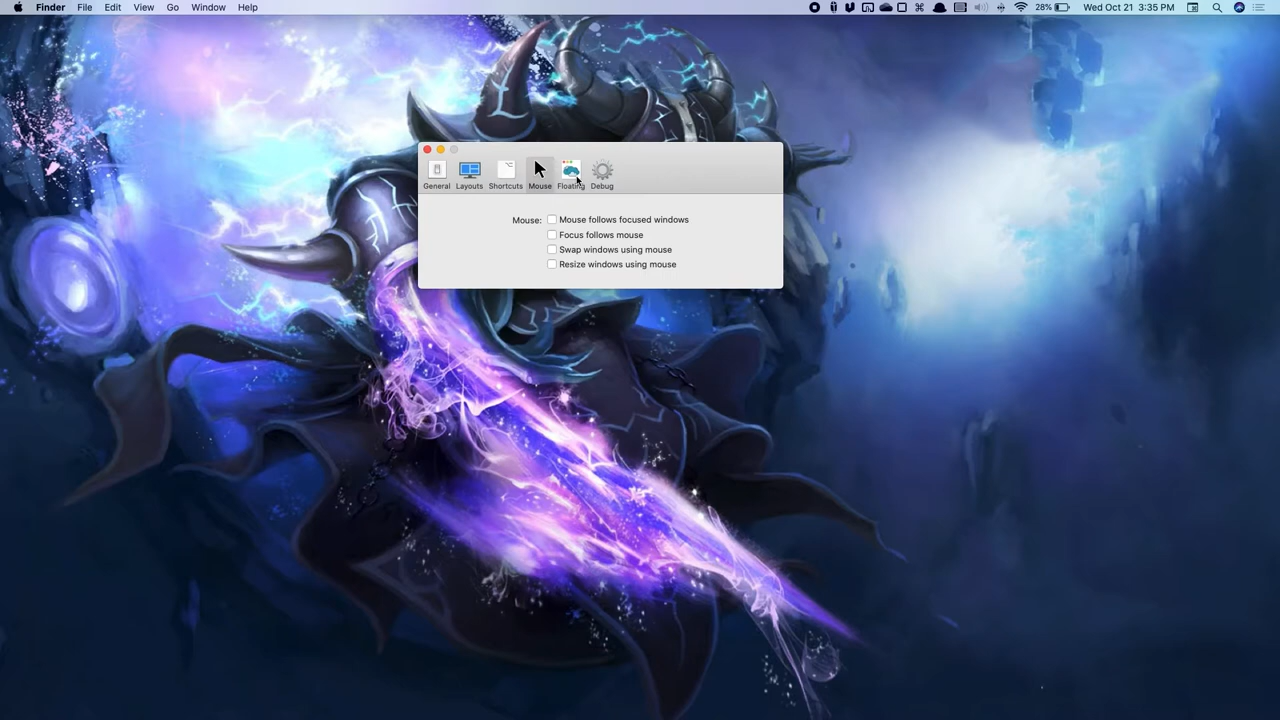 Finder File Edit View Go Window Help 28% Wed Oct 21 3:35 PM
General Layouts Shortcuts Mouse Floating Debug
Mouse: Mouse follows focused windows
Focus follows mouse
Swap windows using mouse
Resize windows using mouse